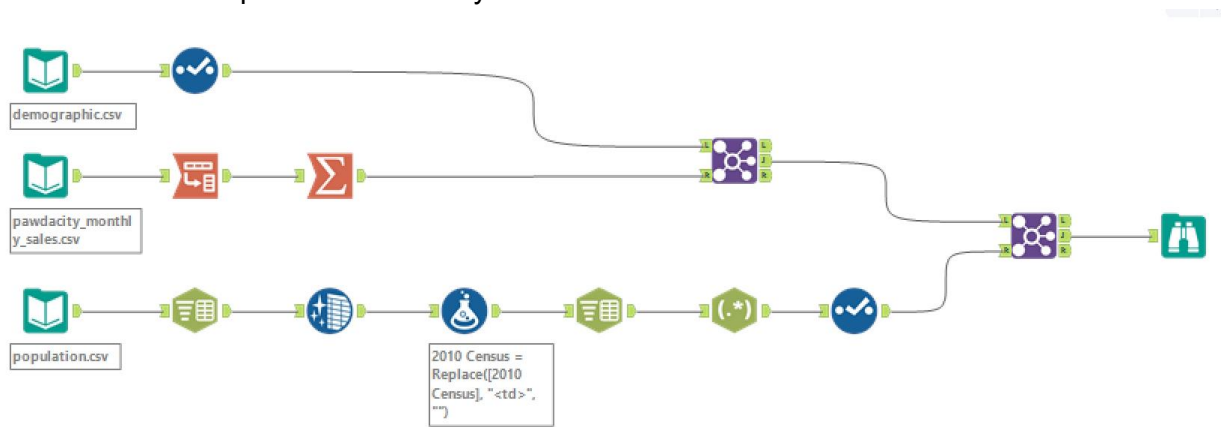 demographic.csv
L
L
J
R
R
pawdacity_monthl
y_sales.csv
L
L
J
R
R
(.*)
population.csv
2010 Census =
Replace([2010
Census], "<td>",
"")